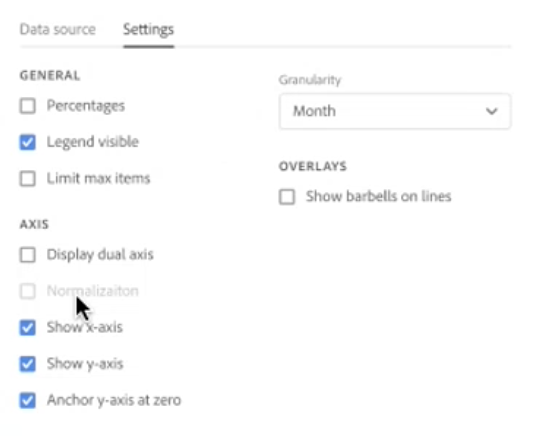 Data source
Settings
GENERAL
Percentages
Legend visible
Limit max items
AXIS
Display dual axis
Normalizaiton
Show x-axis
Show y-axis
Anchor y-axis at zero
Granularity
Month
OVERLAYS
Show barbells on lines